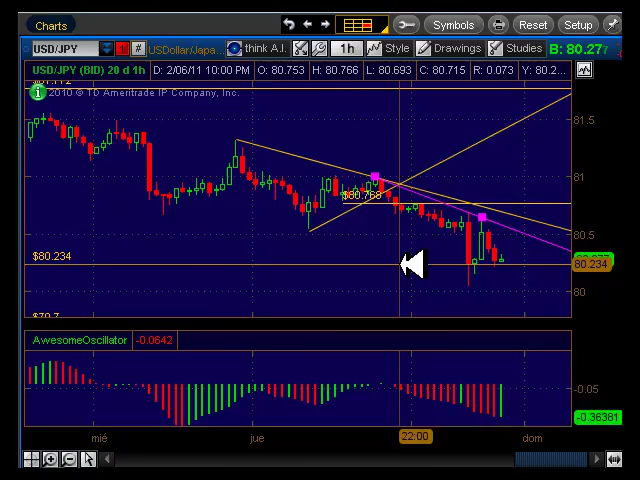 Charts
Symbols Reset Setup
USD/JPY 1 # USDollar/Japa... think A.I. 1h Style Drawings Studies B: 80.277
USD/JPY (BID) 20 d 1h D: 2/06/11 10:00 PM O: 80.753 H: 80.766 L: 80.693 C: 80.715 R: 0.073 Y: 80.2...
2010 © TD Ameritrade IP Company, Inc.
81.5
81
$80.768
80.5
$80.234
80.234
80
AwesomeOscillator -0.0642
-0.05
-0.36381
mié jue 22:00 dom